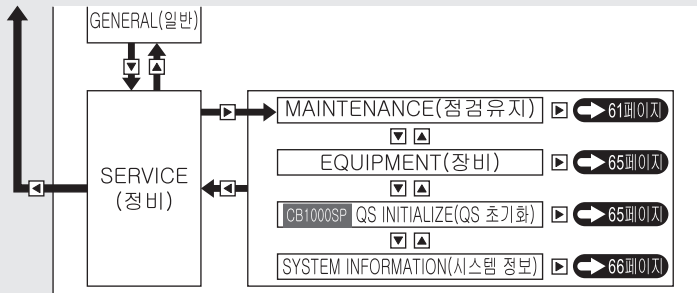 GENERAL(일반)
MAINTENANCE(점검유지)
61페이지
EQUIPMENT(장비)
65페이지
SERVICE
(정비)
CB1000SP QS INITIALIZE(QS 초기화)
65페이지
SYSTEM INFORMATION(시스템 정보)
66페이지